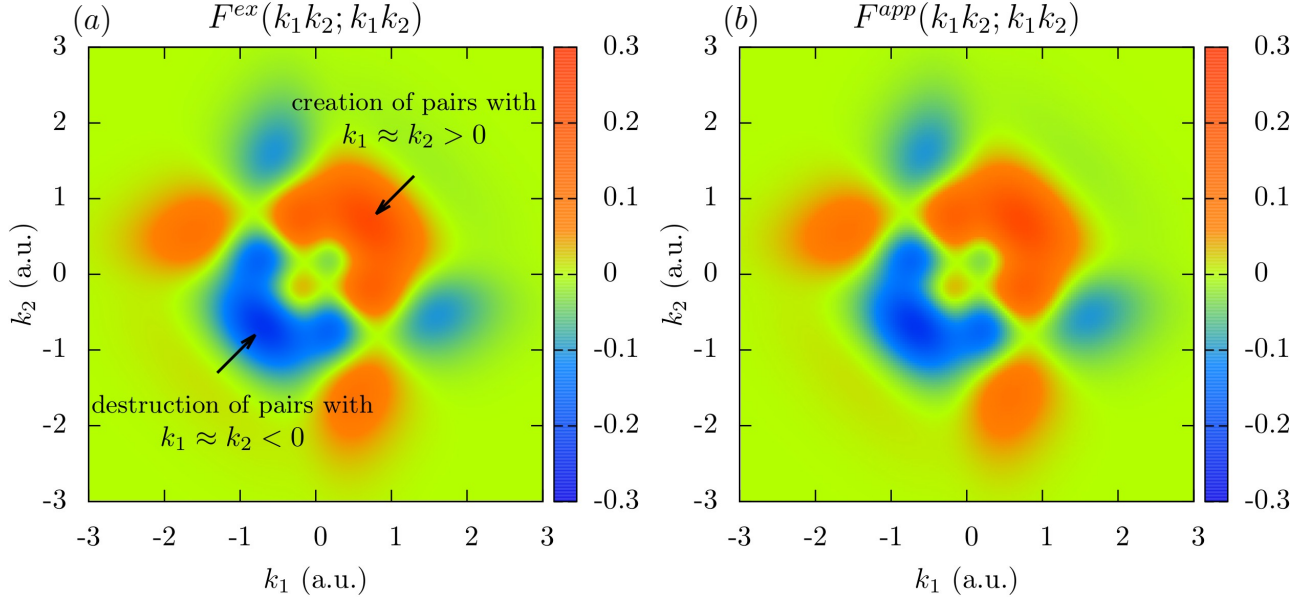 (a) F^{ex}(k_1k_2; k_1k_2)
3
2
1
0
-1
-2
-3
k_2 (a.u.)
creation of pairs with
k_1 ≈ k_2 > 0
destruction of pairs with
k_1 ≈ k_2 < 0
-3 -2 -1 0 1 2 3
k_1 (a.u.)
0.3
0.2
0.1
0
-0.1
-0.2
-0.3
(b) F^{app}(k_1k_2; k_1k_2)
3
2
1
0
-1
-2
-3
k_2 (a.u.)
-3 -2 -1 0 1 2 3
k_1 (a.u.)
0.3
0.2
0.1
0
-0.1
-0.2
-0.3